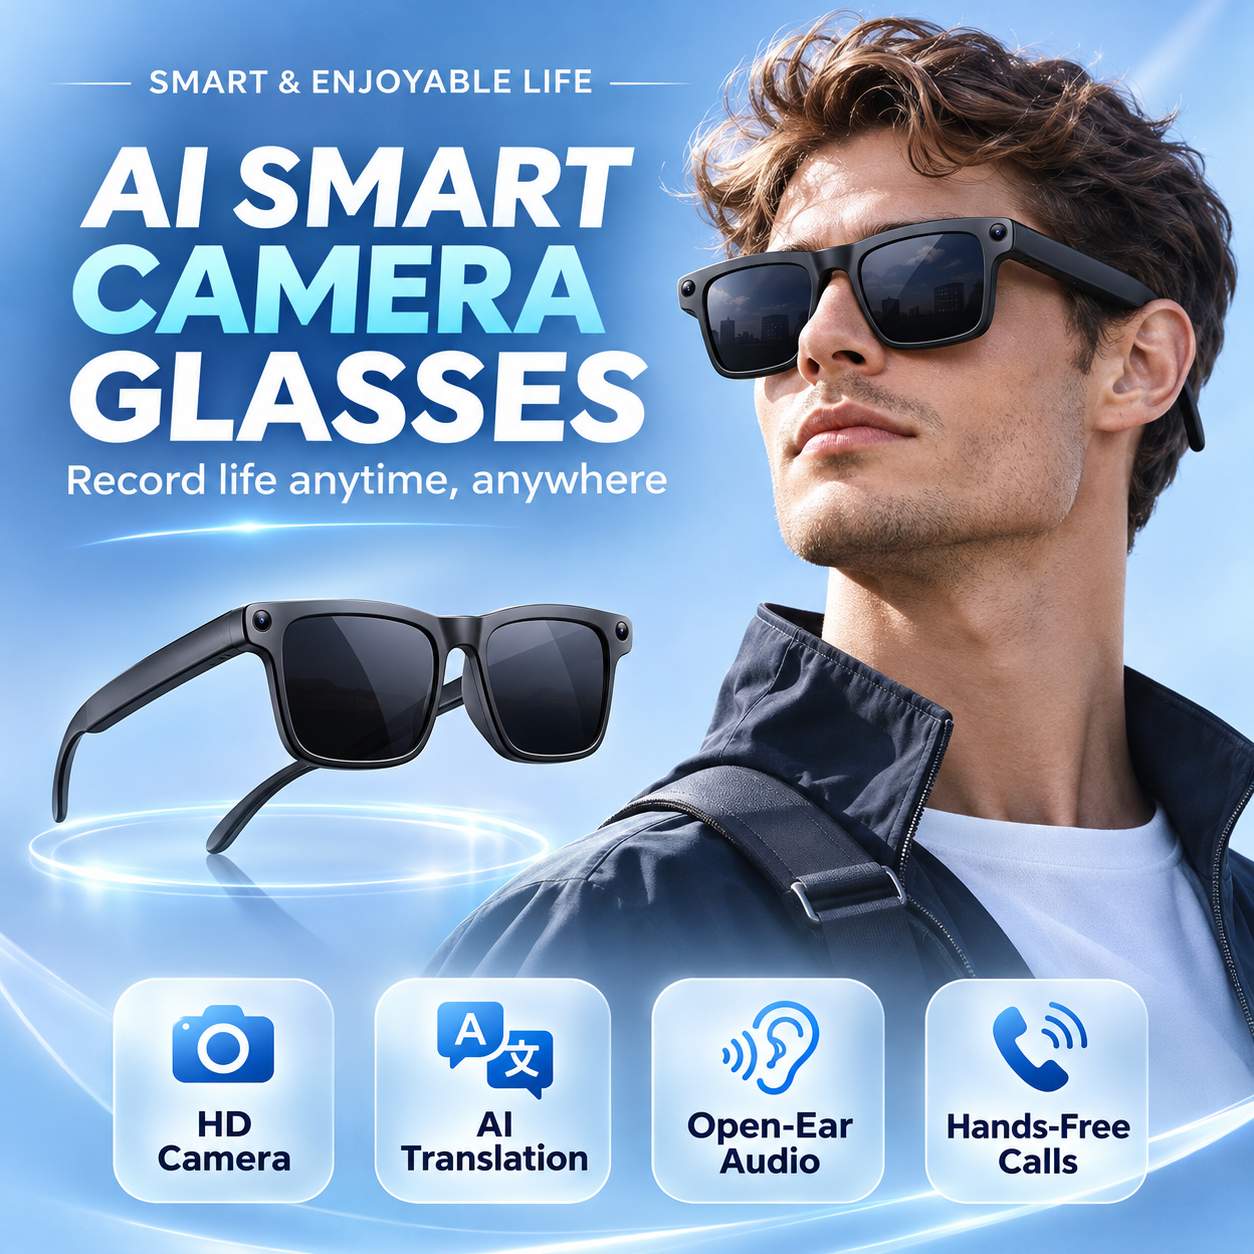 SMART & ENJOYABLE LIFE
AI SMART
CAMERA
GLASSES
Record life anytime, anywhere
A
文
HD
Camera
AI
Translation
Open-Ear
Audio
Hands-Free
Calls